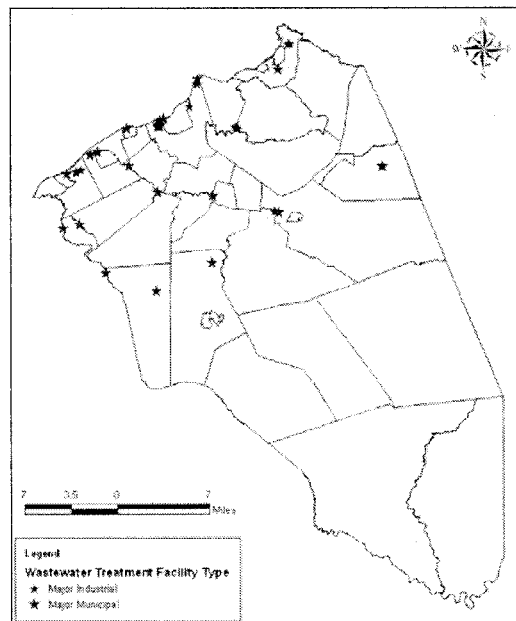 N
W E
S
7 3.5 0 7
Miles
Legend
Wastewater Treatment Facility Type
Major Industrial
Major Municipal